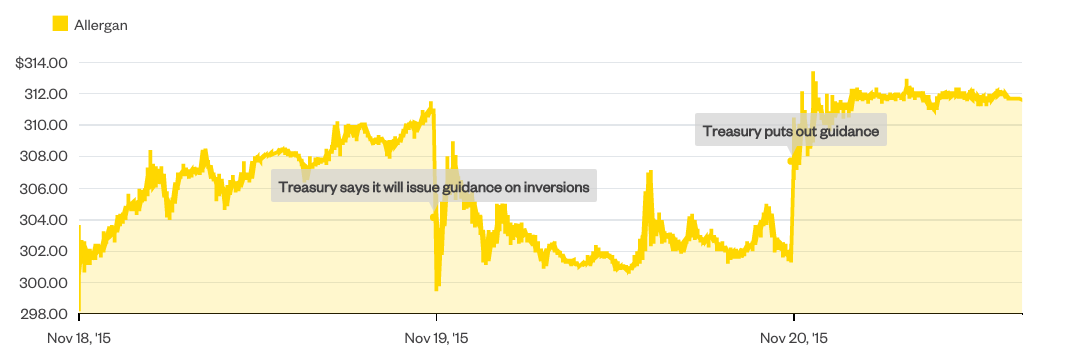 Allergan
$314.00
312.00
310.00
308.00
306.00
304.00
302.00
300.00
298.00
Treasury puts out guidance
Treasury says it will issue guidance on inversions
Nov 18, '15
Nov 19, '15
Nov 20, '15